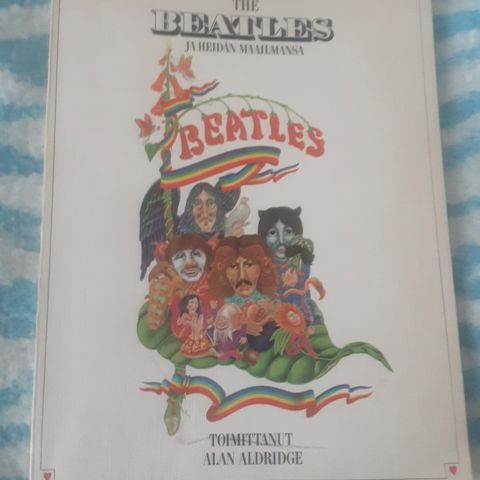 THE
BEATLES
JA HEIDÄN MAAILMANSA
BEATLES
TOIMITTANUT
ALAN ALDRIDGE